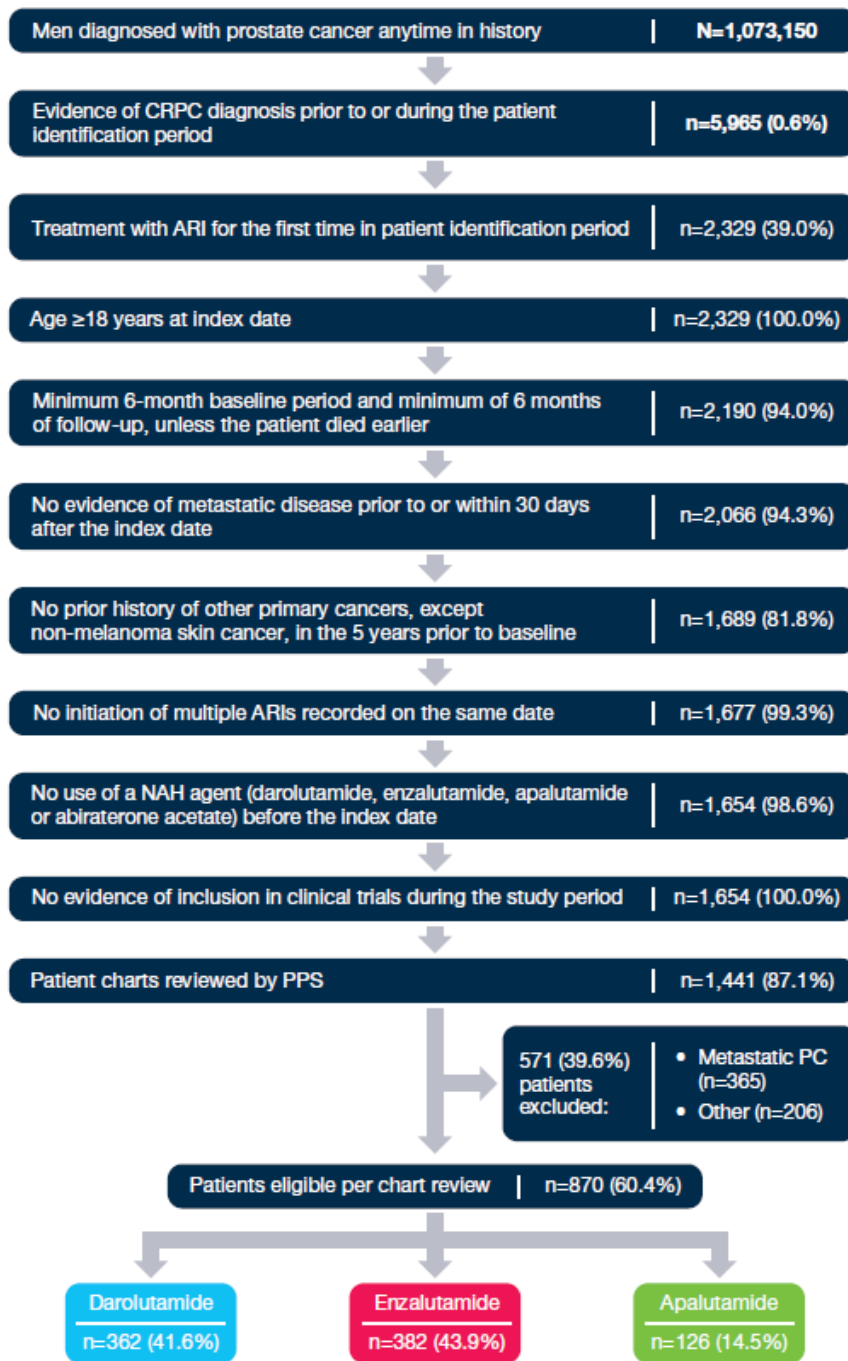 Men diagnosed with prostate cancer anytime in history
N=1,073,150
Evidence of CRPC diagnosis prior to or during the patient
identification period
n=5,965 (0.6%)
Treatment with ARI for the first time in patient identification period
n=2,329 (39.0%)
Age ≥18 years at index date
n=2,329 (100.0%)
Minimum 6-month baseline period and minimum of 6 months
of follow-up, unless the patient died earlier
n=2,190 (94.0%)
No evidence of metastatic disease prior to or within 30 days
after the index date
n=2,066 (94.3%)
No prior history of other primary cancers, except
non-melanoma skin cancer, in the 5 years prior to baseline
n=1,689 (81.8%)
No initiation of multiple ARIs recorded on the same date
n=1,677 (99.3%)
No use of a NAH agent (darolutamide, enzalutamide, apalutamide
or abiraterone acetate) before the index date
n=1,654 (98.6%)
No evidence of inclusion in clinical trials during the study period
n=1,654 (100.0%)
Patient charts reviewed by PPS
n=1,441 (87.1%)
571 (39.6%)
patients
excluded:
• Metastatic PC
(n=365)
• Other (n=206)
Patients eligible per chart review
n=870 (60.4%)
Darolutamide
n=362 (41.6%)
Enzalutamide
n=382 (43.9%)
Apalutamide
n=126 (14.5%)